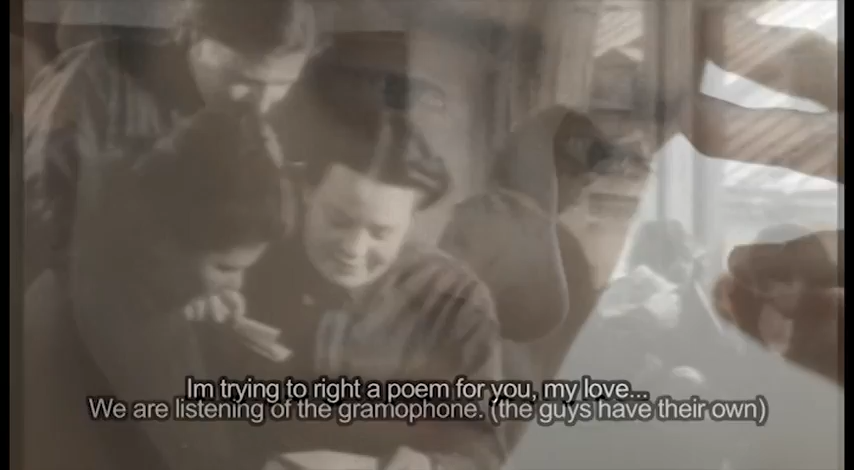 Im trying to right a poem for you, my love...
We are listening of the gramophone. (the guys have their own)